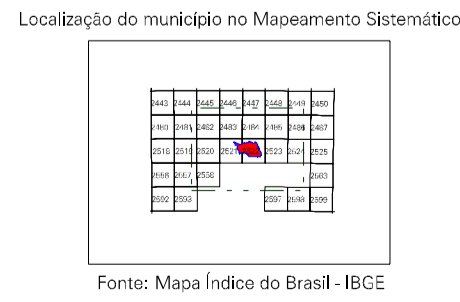 Localização do município no Mapeamento Sistemático
2443 2444 2445 2446 2447 2448 2449 2450
2480 2481 2482 2483 2484 2485 2486 2487
2518 2519 2520 2521 2522 2523 2524 2525
2556 2557 2558 2563
2592 2593 2597 2598 2599
Fonte: Mapa Índice do Brasil - IBGE